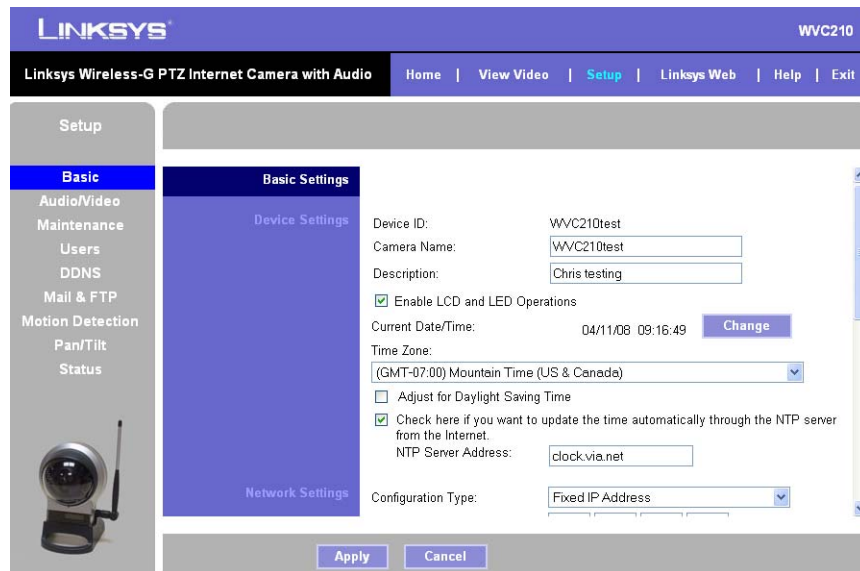 LINKSYS®
WVC210
Linksys Wireless-G PTZ Internet Camera with Audio
Home | View Video | Setup | Linksys Web | Help | Exit
Setup
Basic
Audio/Video
Maintenance
Users
DDNS
Mail & FTP
Motion Detection
Pan/Tilt
Status
Basic Settings
Device Settings
Device ID: WVC210test
Camera Name: WVC210test
Description: Chris testing
Enable LCD and LED Operations
Current Date/Time: 04/11/08 09:16:49 Change
Time Zone:
(GMT-07:00) Mountain Time (US & Canada)
Adjust for Daylight Saving Time
Check here if you want to update the time automatically through the NTP server
from the Internet.
NTP Server Address: clock.via.net
Network Settings
Configuration Type: Fixed IP Address
Apply Cancel